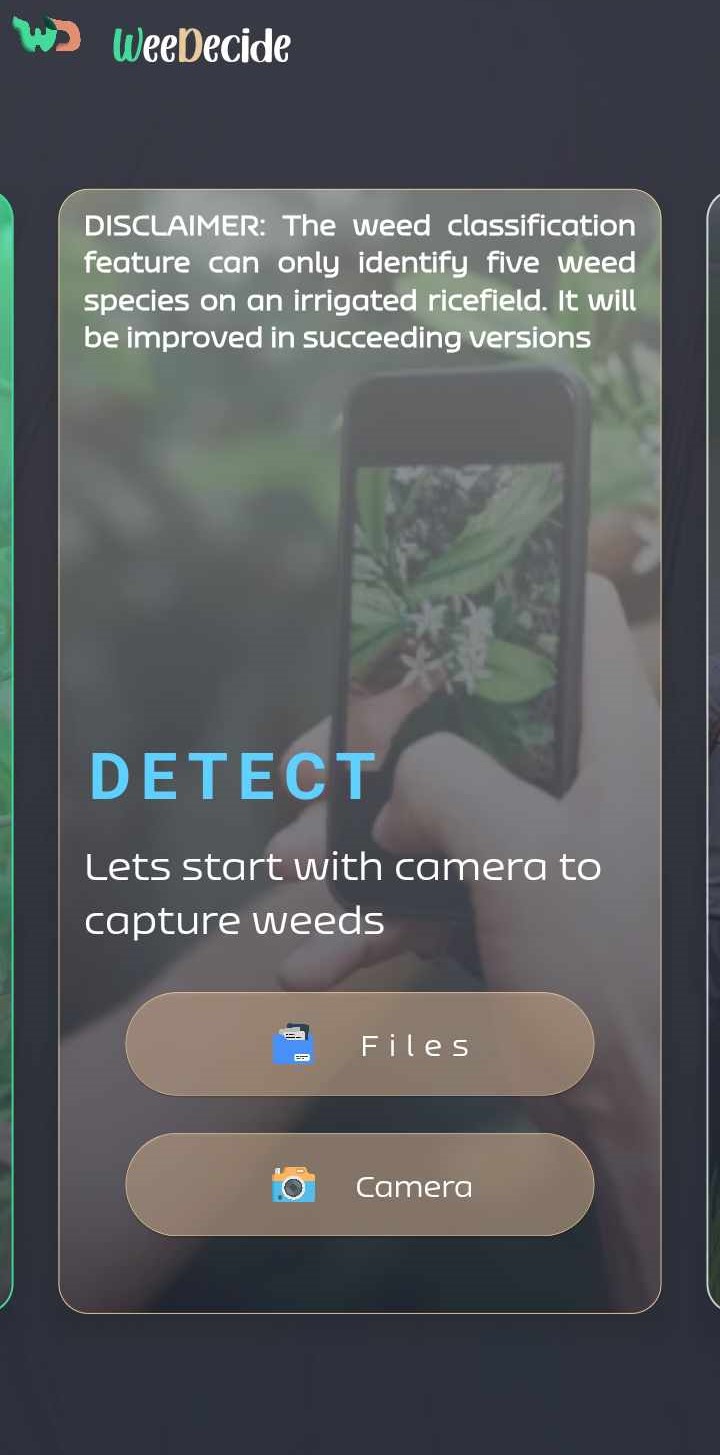 WD WeeDecide
DISCLAIMER: The weed classification
feature can only identify five weed
species on an irrigated ricefield. It will
be improved in succeeding versions
DETECT
Lets start with camera to
capture weeds
Files
Camera